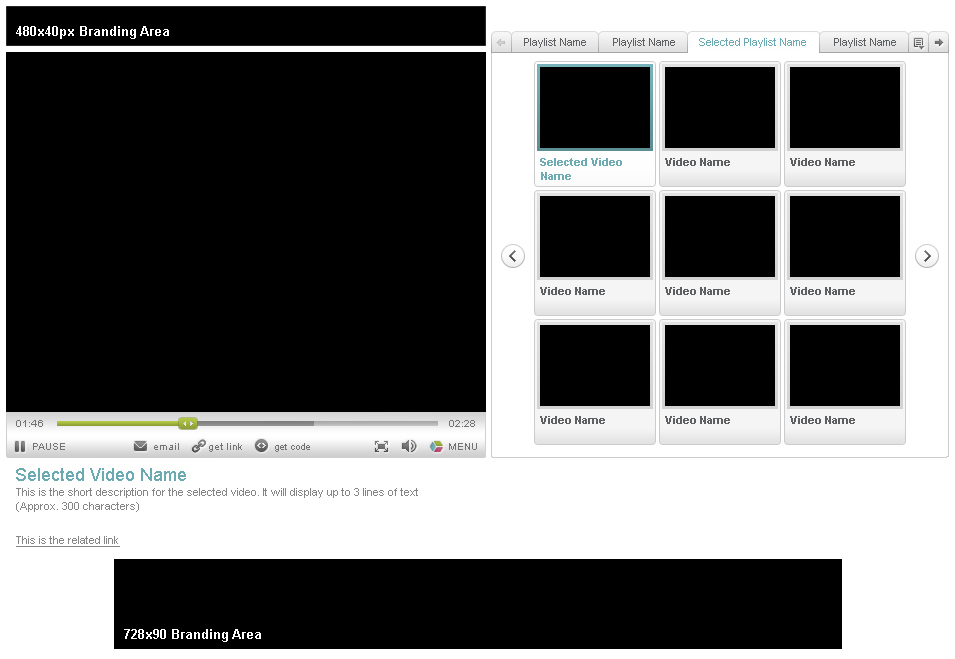 480x40px Branding Area
Playlist Name
Playlist Name
Selected Playlist Name
Playlist Name
Selected Video
Name
Video Name
Video Name
Video Name
Video Name
Video Name
Video Name
Video Name
Video Name
01:46
02:28
PAUSE
email
get link
get code
MENU
Selected Video Name
This is the short description for the selected video. It will display up to 3 lines of text
(Approx. 300 characters)
This is the related link
728x90 Branding Area